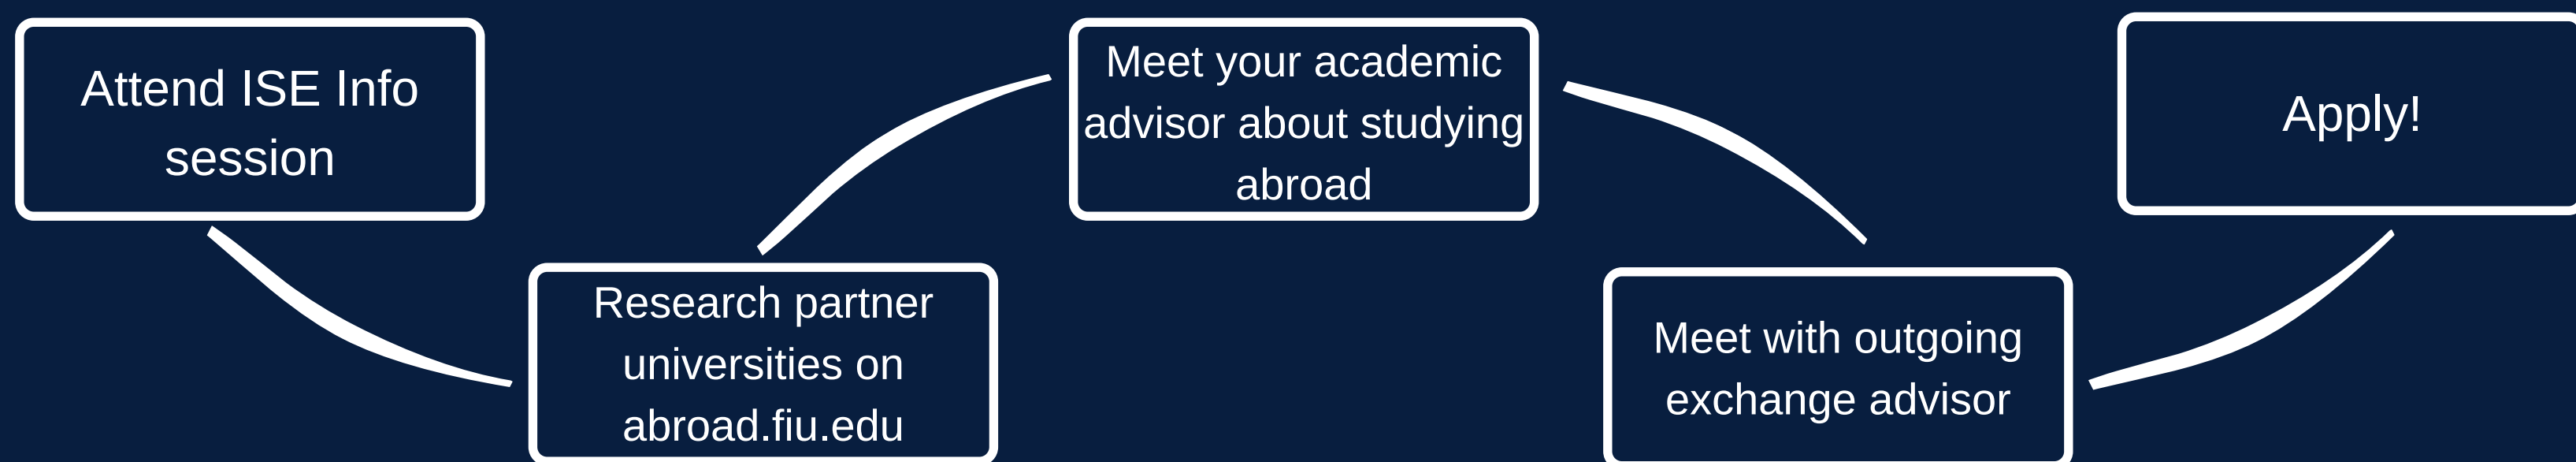 Attend ISE Info
session
Research partner
universities on
abroad.fiu.edu
Meet your academic
advisor about studying
abroad
Meet with outgoing
exchange advisor
Apply!